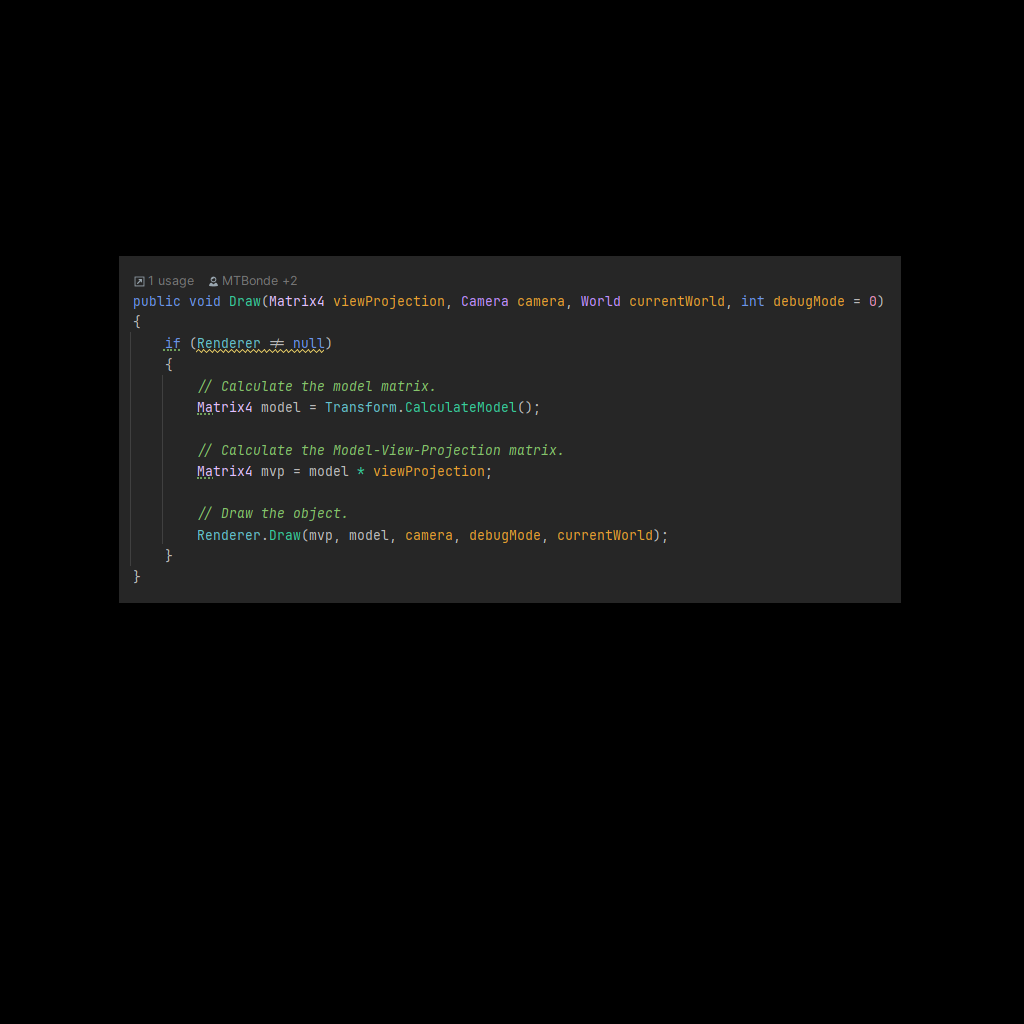 1 usage MTBonde +2
public void Draw(Matrix4 viewProjection, Camera camera, World currentWorld, int debugMode = 0)
{
if (Renderer ≠ null)
{
// Calculate the model matrix.
Matrix4 model = Transform.CalculateModel();
// Calculate the Model-View-Projection matrix.
Matrix4 mvp = model * viewProjection;
// Draw the object.
Renderer.Draw(mvp, model, camera, debugMode, currentWorld);
}
}